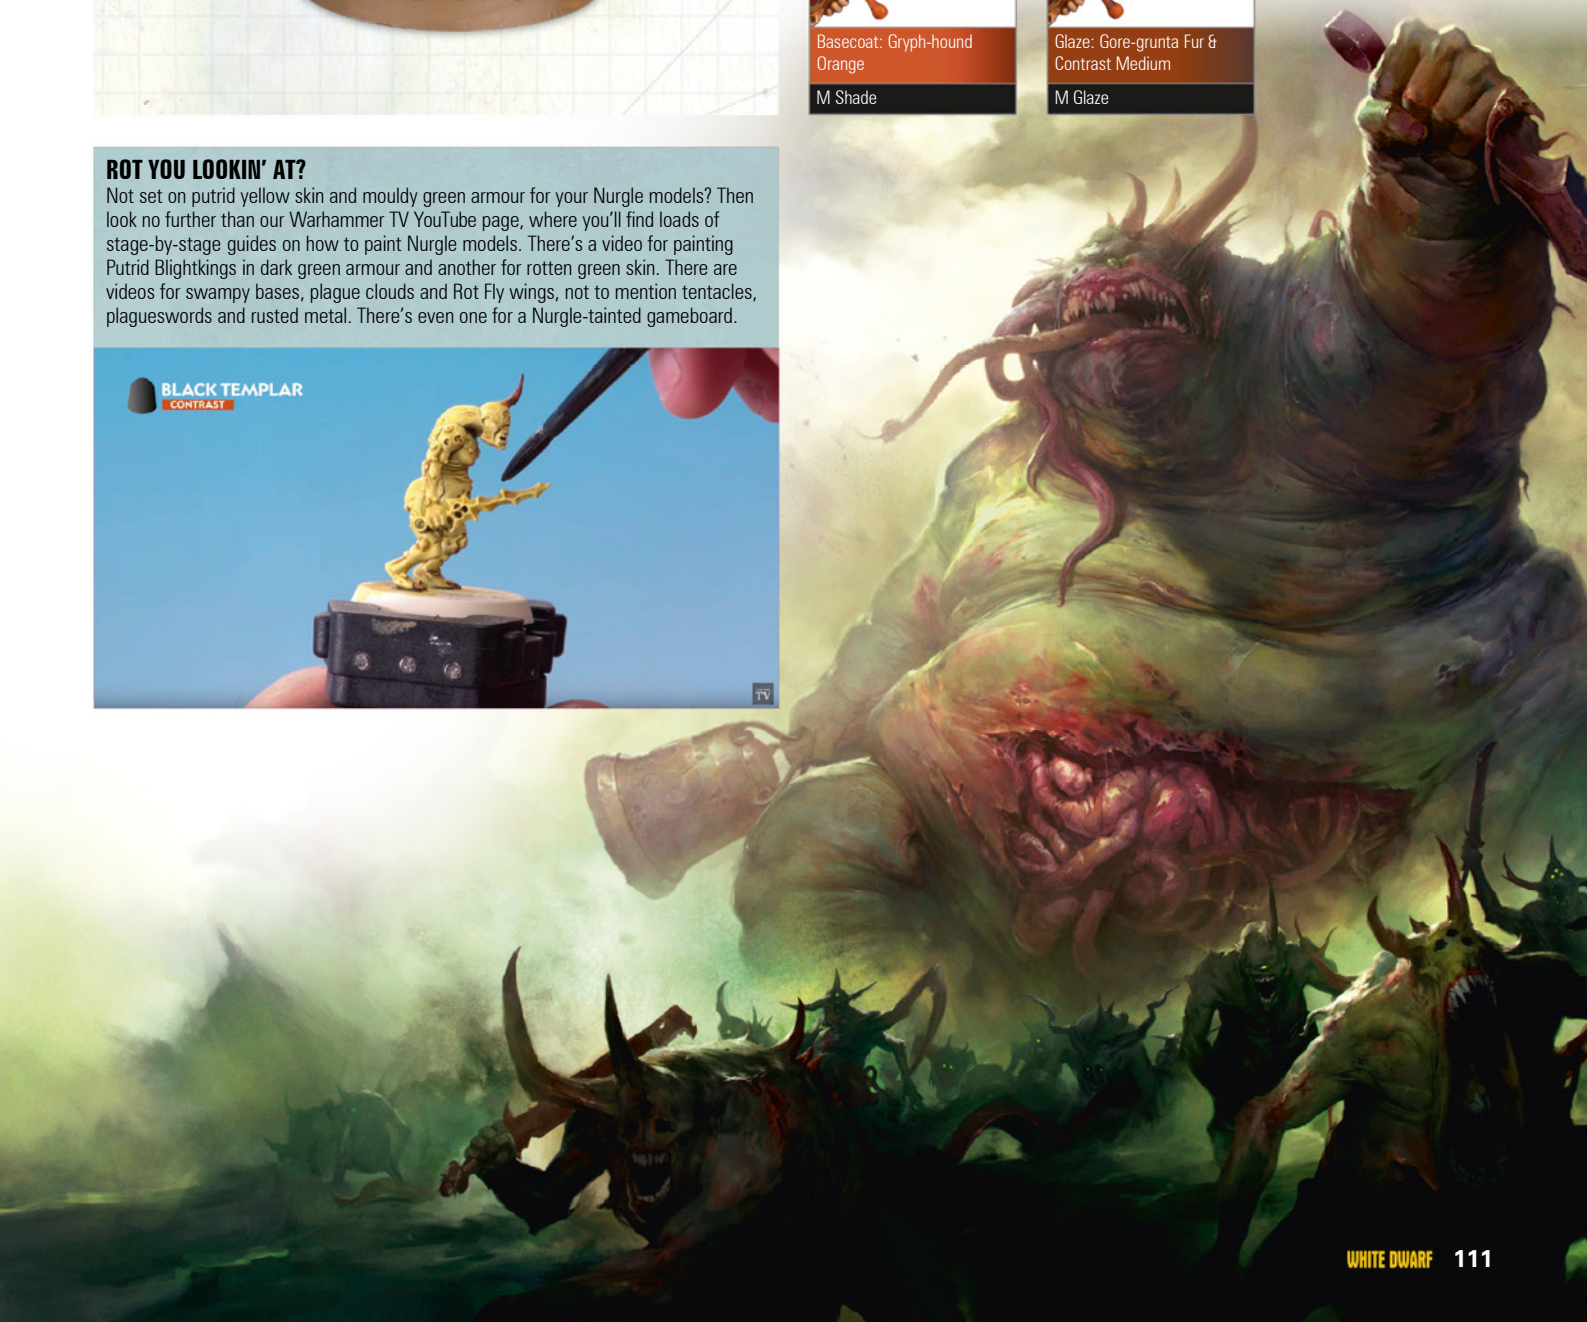 Basecoat: Gryph-hound
Orange
M Shade
Glaze: Gore-grunta Fur &
Contrast Medium
M Glaze
ROT YOU LOOKIN' AT?
Not set on putrid yellow skin and mouldy green armour for your Nurgle models? Then
look no further than our Warhammer TV YouTube page, where you'll find loads of
stage-by-stage guides on how to paint Nurgle models. There's a video for painting
Putrid Blightkings in dark green armour and another for rotten green skin. There are
videos for swampy bases, plague clouds and Rot Fly wings, not to mention tentacles,
plagueswords and rusted metal. There's even one for a Nurgle-tainted gameboard.
BLACK TEMPLAR
CONTRAST
TV
WHITE DWARF 111